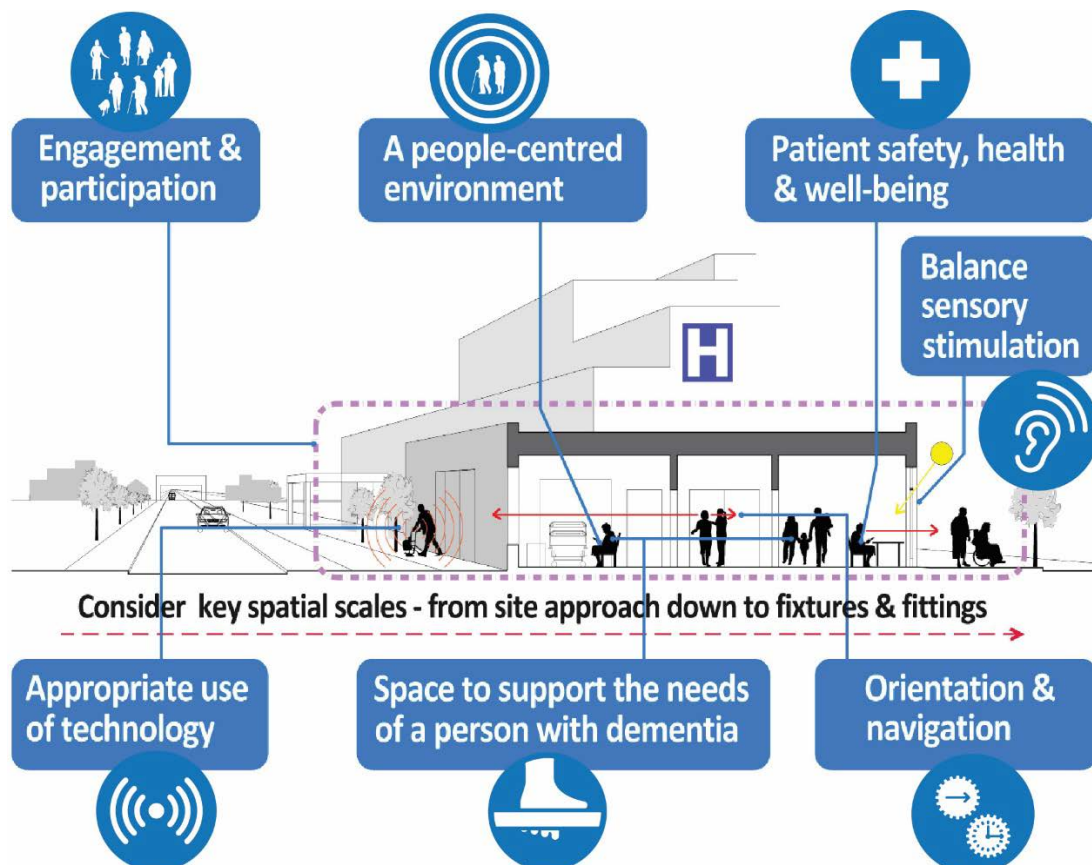 Engagement &
participation
A people-centred
environment
Patient safety, health
& well-being
Balance
sensory
stimulation
H
Consider key spatial scales - from site approach down to fixtures & fittings
Appropriate use
of technology
Space to support the needs
of a person with dementia
Orientation &
navigation